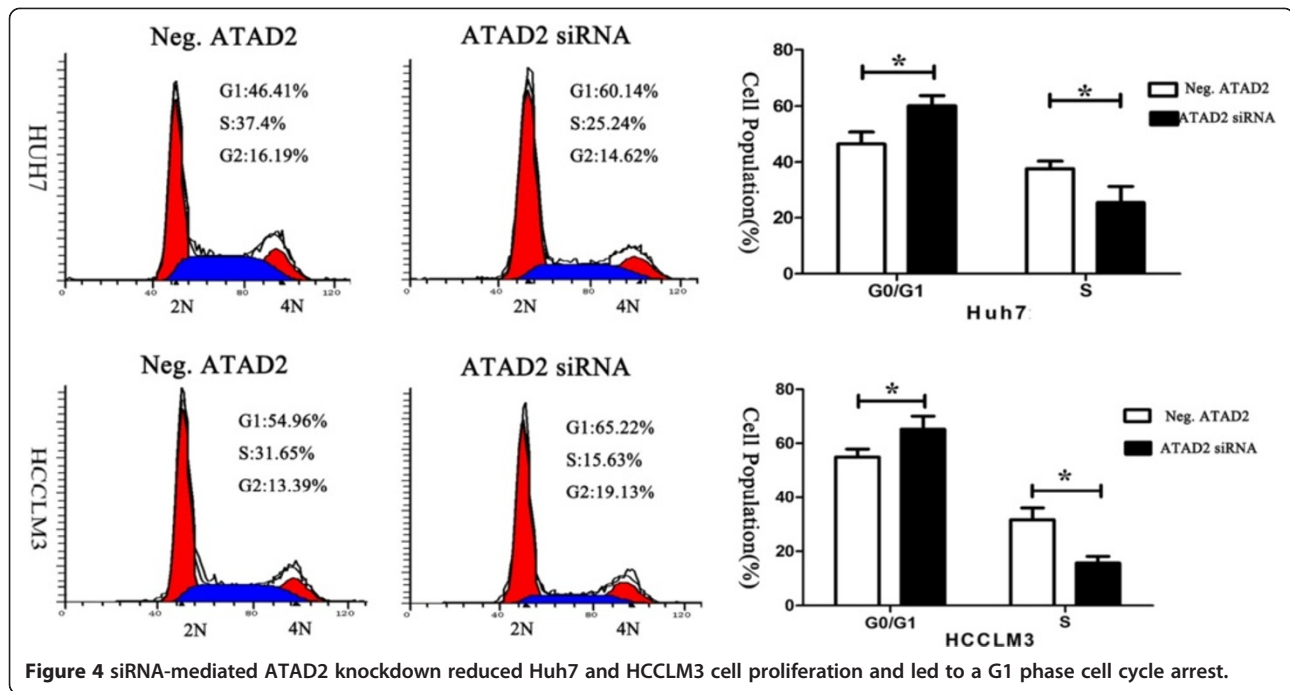 Neg. ATAD2
ATAD2 siRNA
HUH7
G1:46.41%
S:37.4%
G2:16.19%
0 40 80 120
2N 4N
G1:60.14%
S:25.24%
G2:14.62%
0 40 80 120
2N 4N
Cell Population(%)
80
60
40
20
0
*
*
Neg. ATAD2
ATAD2 siRNA
G0/G1 S
Huh7
Neg. ATAD2
ATAD2 siRNA
HCCLM3
G1:54.96%
S:31.65%
G2:13.39%
0 40 80 120
2N 4N
G1:65.22%
S:15.63%
G2:19.13%
0 40 80 120
2N 4N
Cell Population(%)
80
60
40
20
0
*
*
Neg. ATAD2
ATAD2 siRNA
G0/G1 S
HCCLM3
Figure 4 siRNA-mediated ATAD2 knockdown reduced Huh7 and HCCLM3 cell proliferation and led to a G1 phase cell cycle arrest.